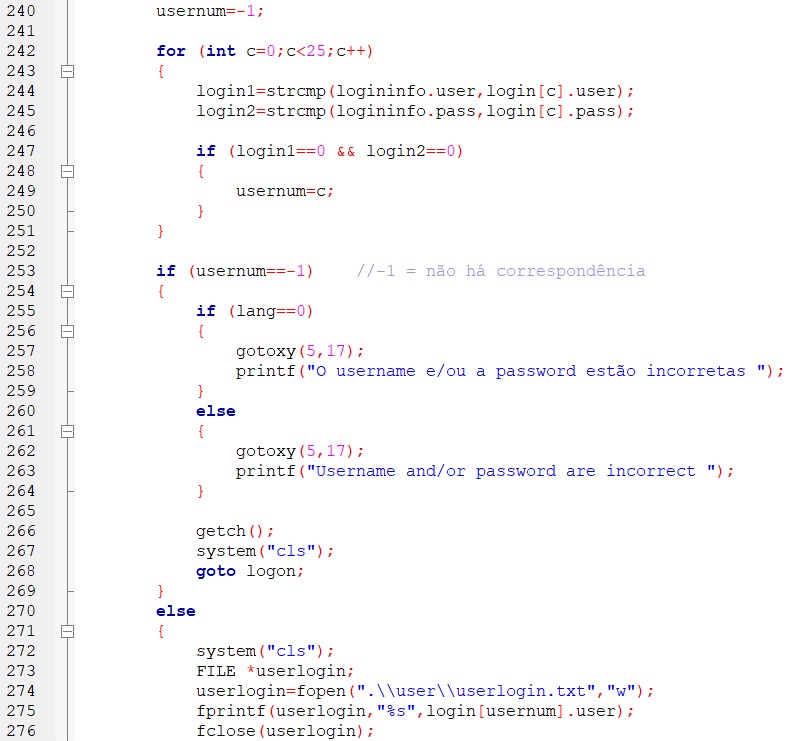 240 usernum=-1;
241
242 for (int c=0;c<25;c++)
243 {
244 login1=strcmp(logininfo.user,login[c].user);
245 login2=strcmp(logininfo.pass,login[c].pass);
246
247 if (login1==0 && login2==0)
248 {
249 usernum=c;
250 }
251 }
252
253 if (usernum==-1) //-1 = não há correspondência
254 {
255 if (lang==0)
256 {
257 gotoxy(5,17);
258 printf("O username e/ou a password estão incorretas ");
259 }
260 else
261 {
262 gotoxy(5,17);
263 printf("Username and/or password are incorrect ");
264 }
265
266 getch();
267 system("cls");
268 goto logon;
269 }
270 else
271 {
272 system("cls");
273 FILE *userlogin;
274 userlogin=fopen(".\\user\\userlogin.txt","w");
275 fprintf(userlogin,"%s",login[usernum].user);
276 fclose(userlogin);